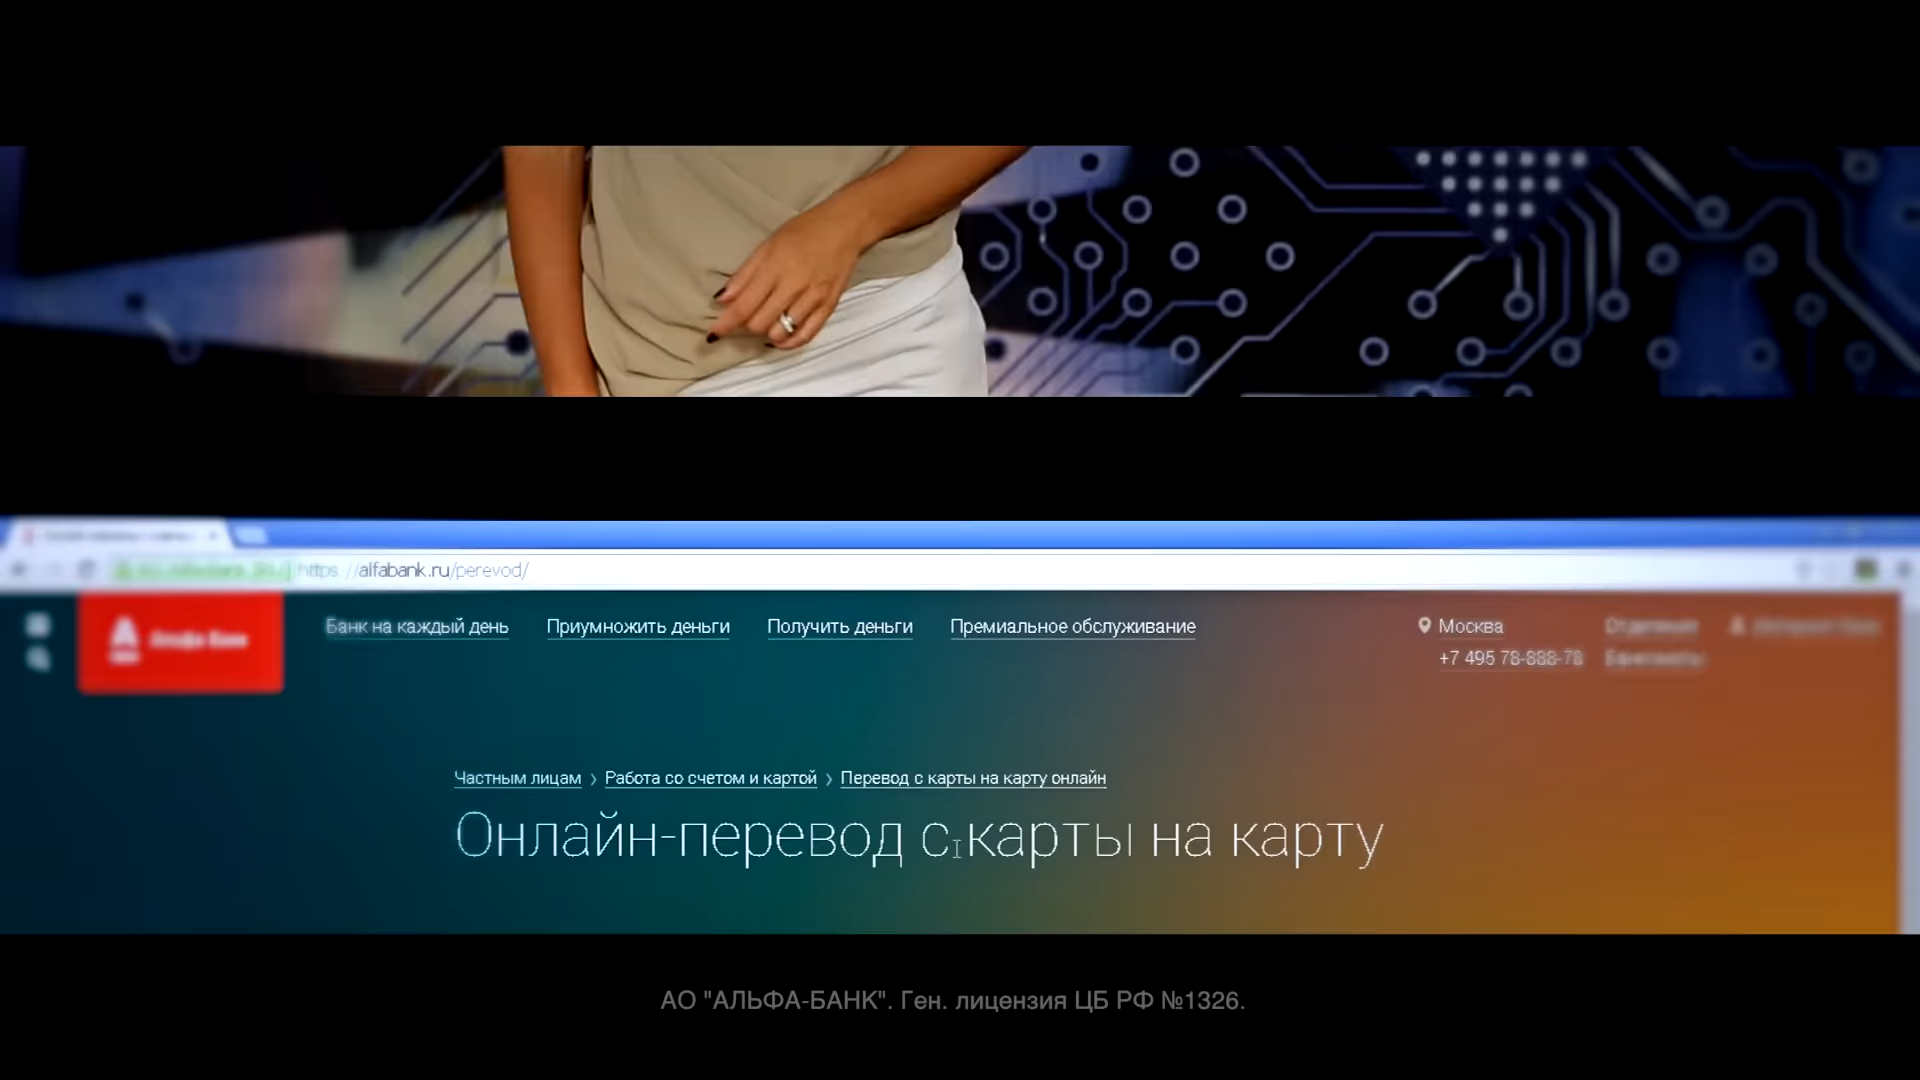 https://alfabank.ru/perevod/
Альфа Банк
Банк на каждый день Приумножить деньги Получить деньги Премиальное обслуживание
Москва
+7 495 78-888-78
Частным лицам › Работа со счетом и картой › Перевод с карты на карту онлайн
Онлайн-перевод с карты на карту
АО "АЛЬФА-БАНК". Ген. лицензия ЦБ РФ №1326.